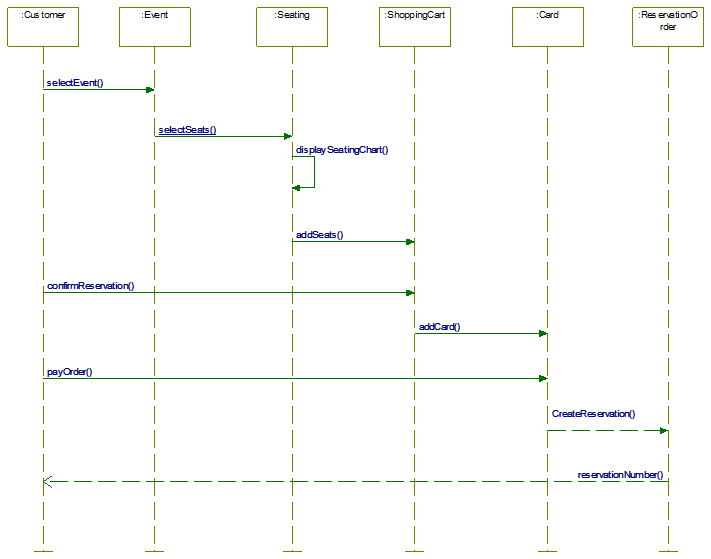 :Customer
:Event
:Seating
:ShoppingCart
:Card
:ReservationO
rder
selectEvent()
selectSeats()
displaySeatingChart()
addSeats()
confirmReservation()
addCard()
payOrder()
CreateReservation()
reservationNumber()